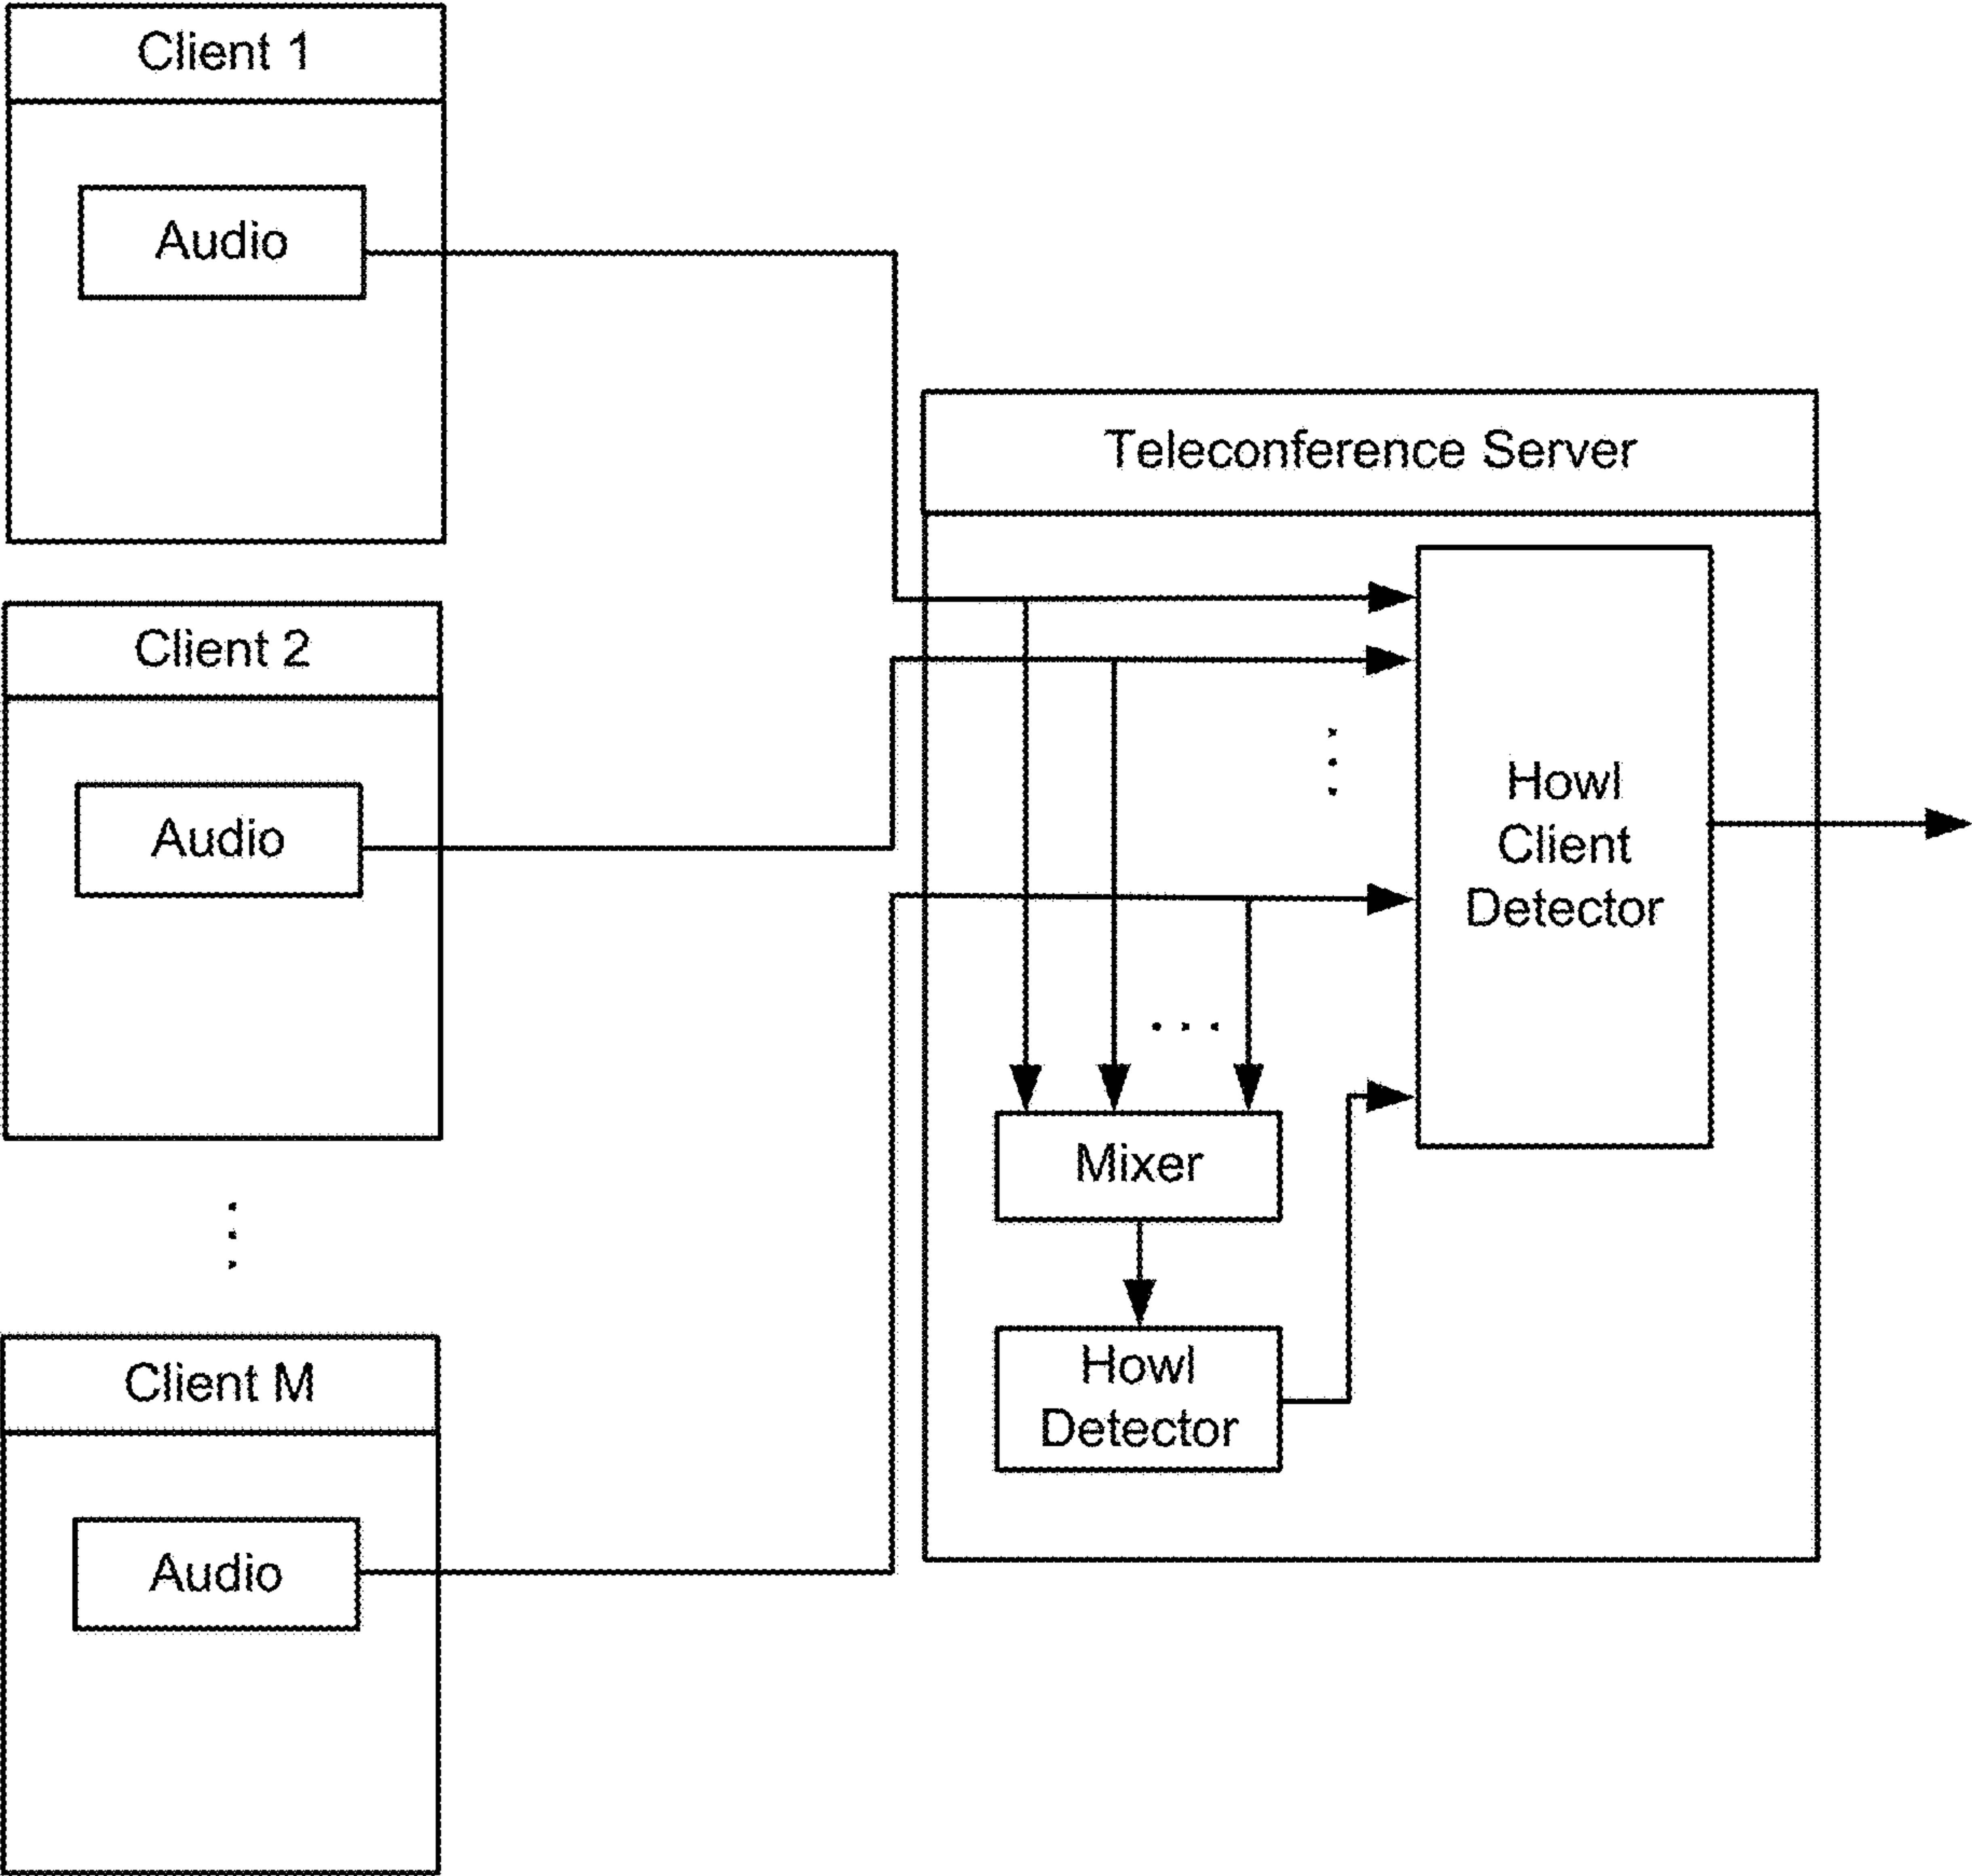 Client 1
Audio
Client 2
Audio
Client M
Audio
Teleconference Server
Howl
Client
Detector
Mixer
Howl
Detector